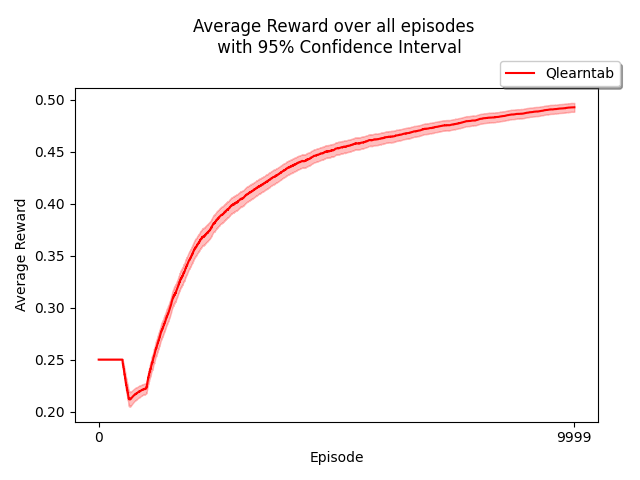 Average Reward over all episodes
with 95% Confidence Interval
Qlearntab
0.50
0.45
0.40
0.35
0.30
0.25
0.20
Average Reward
0
9999
Episode